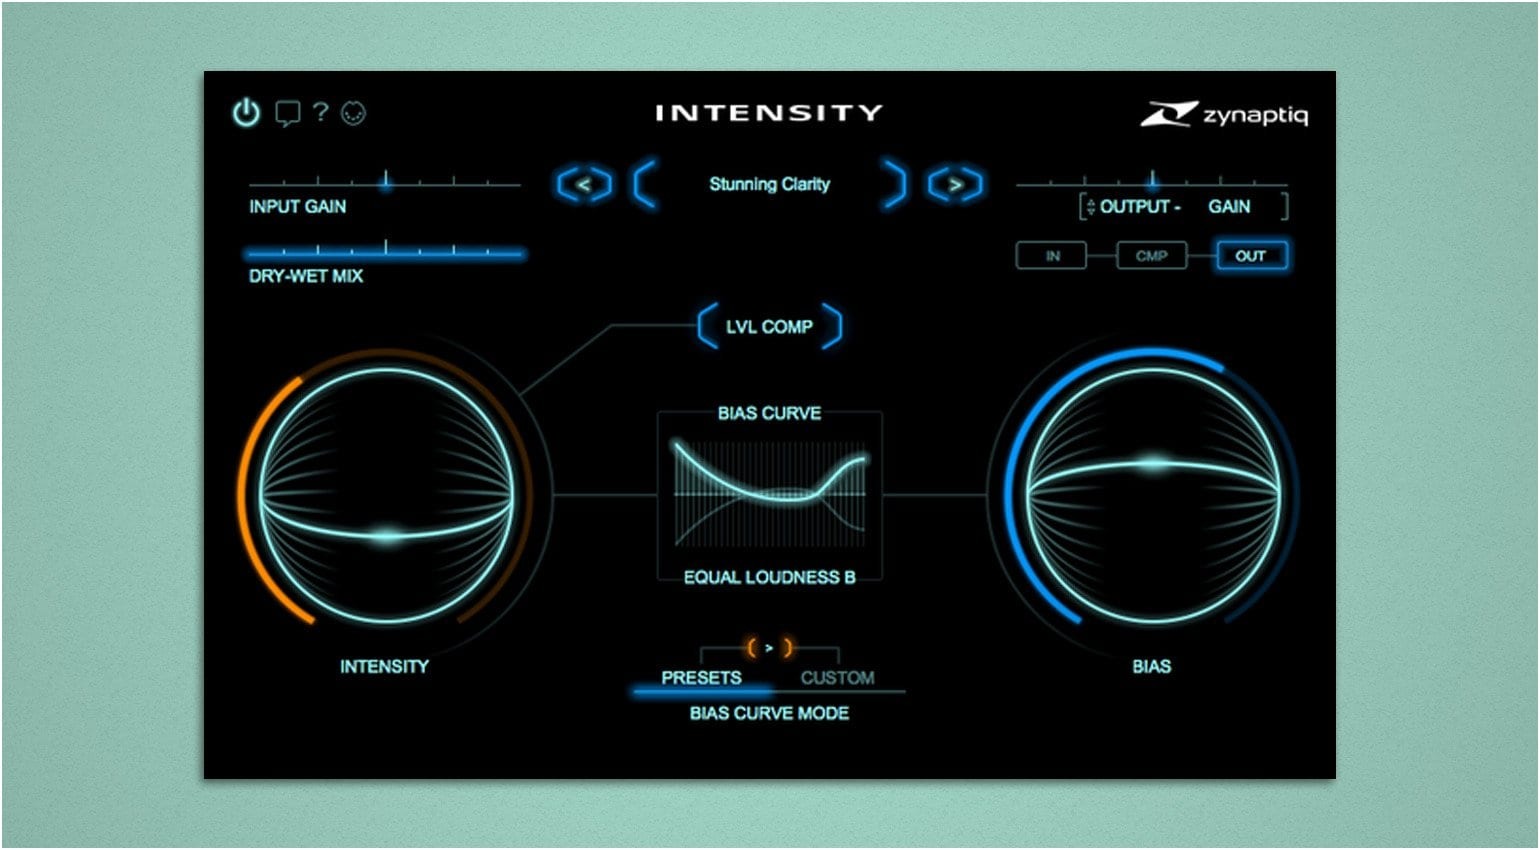 ?
INTENSITY
zynaptiq
INPUT GAIN
<
Stunning Clarity
>
OUTPUT - GAIN
DRY-WET MIX
IN
CMP
OUT
LVL COMP
BIAS CURVE
EQUAL LOUDNESS B
INTENSITY
BIAS
>
PRESETS
CUSTOM
BIAS CURVE MODE